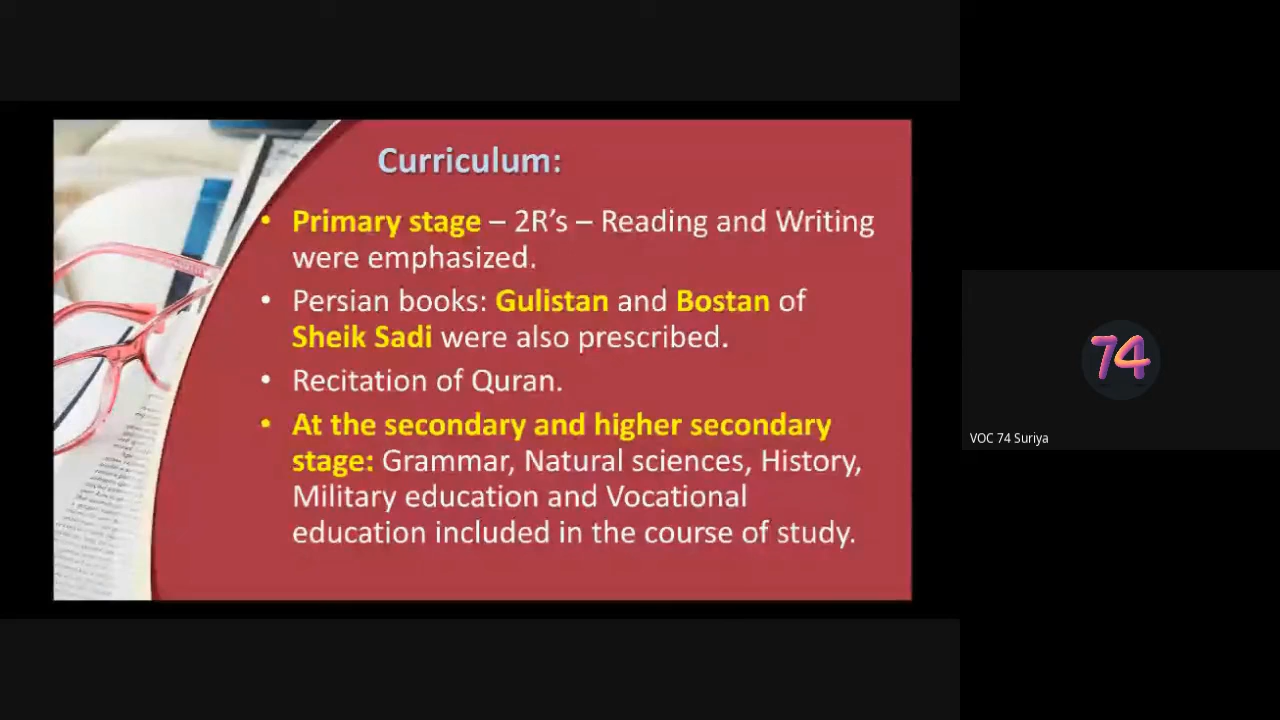 Curriculum:
• Primary stage – 2R's – Reading and Writing
were emphasized.
• Persian books: Gulistan and Bostan of
Sheik Sadi were also prescribed.
• Recitation of Quran.
• At the secondary and higher secondary
stage: Grammar, Natural sciences, History,
Military education and Vocational
education included in the course of study.
74
VOC 74 Suriya